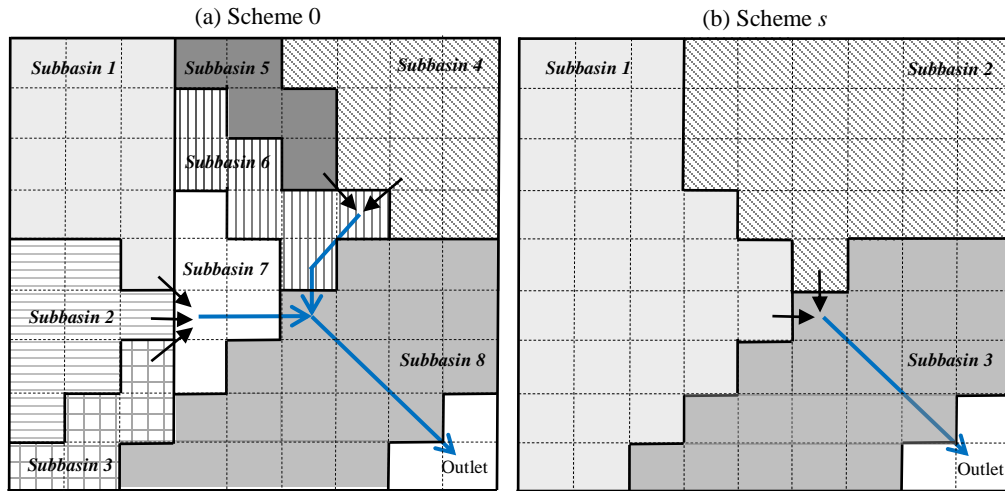 (a) Scheme 0
(b) Scheme s
Subbasin 1
Subbasin 5
Subbasin 4
Subbasin 6
Subbasin 7
Subbasin 2
Subbasin 8
Subbasin 3
Outlet
Subbasin 1
Subbasin 2
Subbasin 3
Outlet